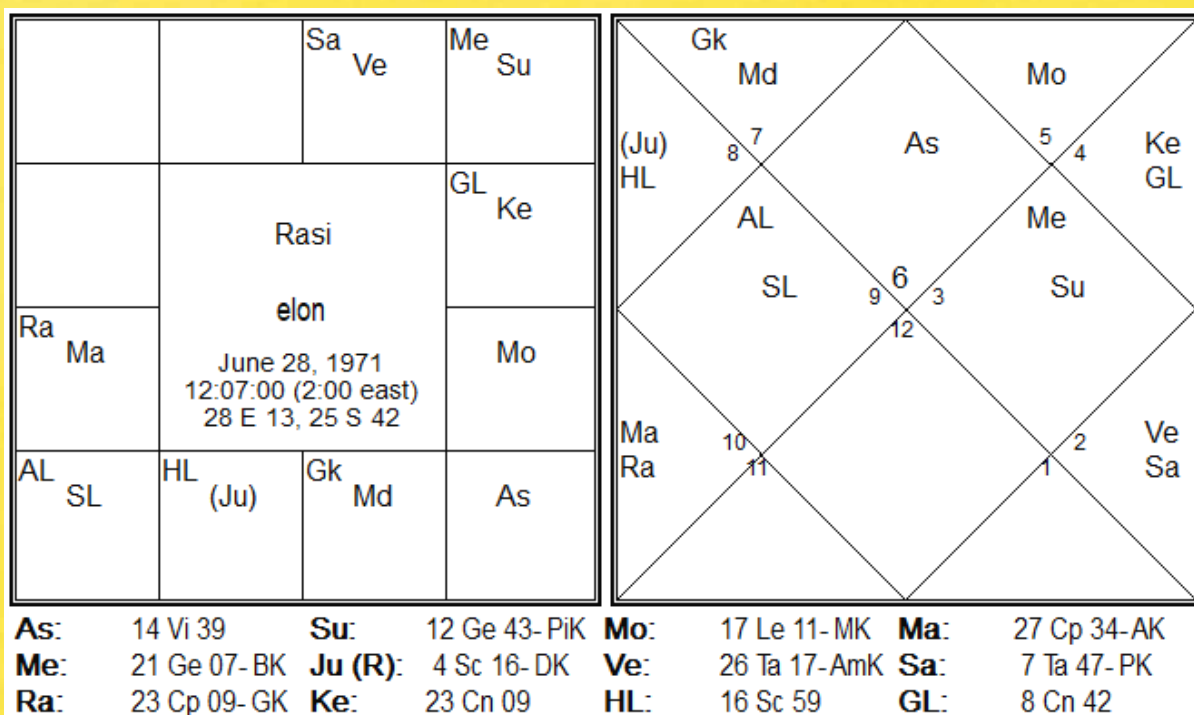 Sa Ve
Me Su
GL Ke
Rasi
elon
June 28, 1971
12:07:00 (2:00 east)
28 E 13, 25 S 42
Ra Ma
Mo
AL SL
HL (Ju)
Gk Md
As
Gk Md
Mo
(Ju) HL
8 7
As
5 4
Ke GL
AL SL
Me Su
9 6 3
12
Ma Ra
10 11
2 1
Ve Sa
As: 14 Vi 39 Su: 12 Ge 43- PiK Mo: 17 Le 11- MK Ma: 27 Cp 34- AK
Me: 21 Ge 07- BK Ju (R): 4 Sc 16- DK Ve: 26 Ta 17- AmK Sa: 7 Ta 47- PK
Ra: 23 Cp 09- GK Ke: 23 Cn 09 HL: 16 Sc 59 GL: 8 Cn 42